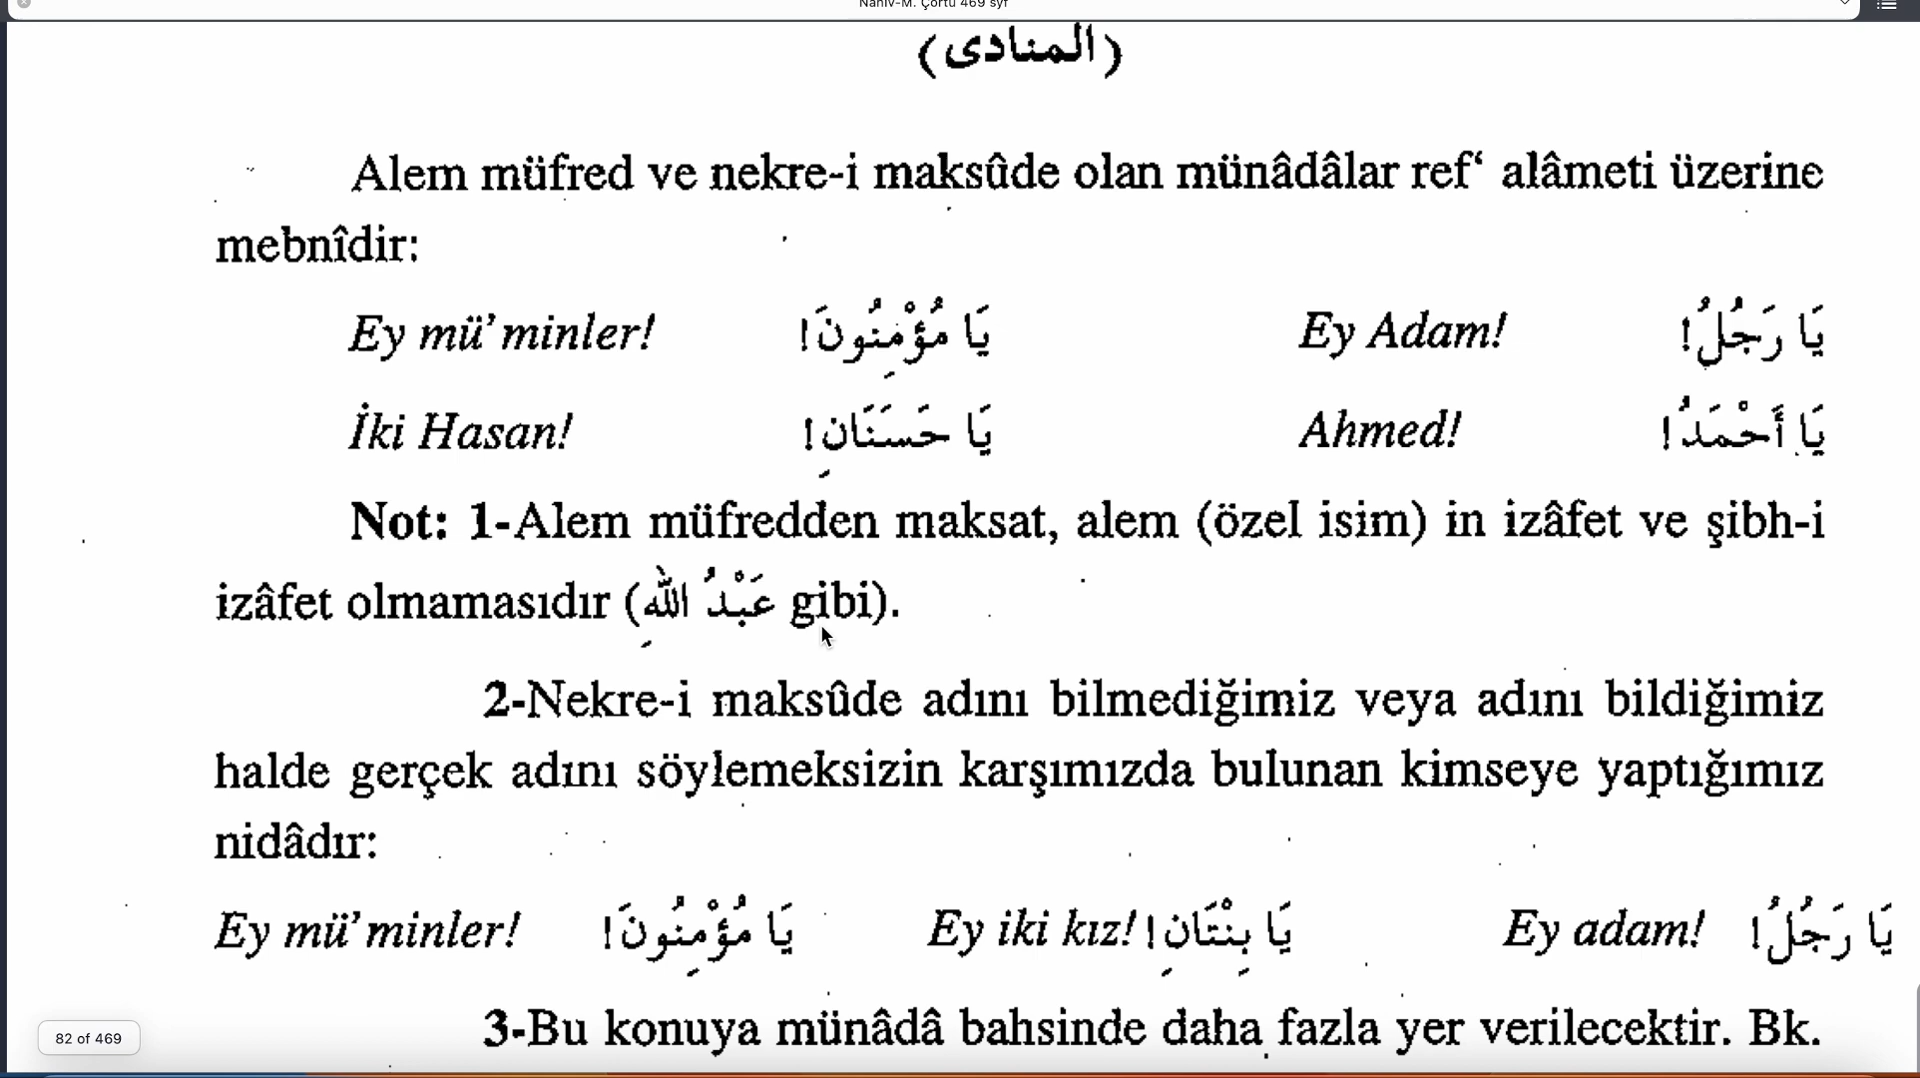 Nahiv-M. Çörtü 469 syf
(المنادى)
Alem müfred ve nekre-i maksûde olan münâdâlar ref‘ alâmeti üzerine
mebnîdir:
Ey mü’minler! يَا مُؤْمِنُونَ! Ey Adam! يَا رَجُلُ!
İki Hasan! يَا حَسَنَانِ! Ahmed! يَا أَحْمَدُ!
Not: 1-Alem müfredden maksat, alem (özel isim) in izâfet ve şibh-i
izâfet olmamasıdır (عَبْدُ اللهِ gibi).
2-Nekre-i maksûde adını bilmediğimiz veya adını bildiğimiz
halde gerçek adını söylemeksizin karşımızda bulunan kimseye yaptığımız
nidâdır:
Ey mü’minler! يَا مُؤْمِنُونَ! Ey iki kız! يَا بِنْتَانِ! Ey adam! يَا رَجُلُ!
3-Bu konuya münâdâ bahsinde daha fazla yer verilecektir. Bk.
82 of 469